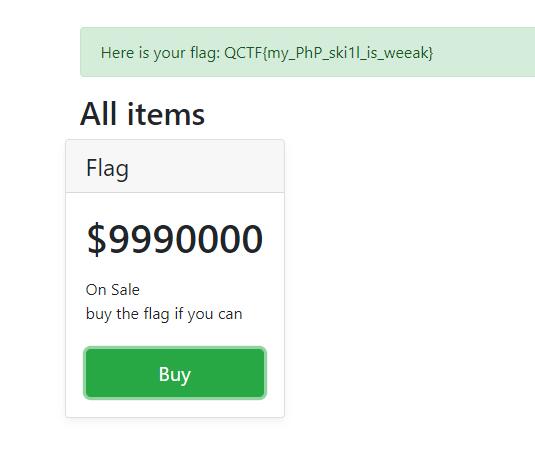 Here is your flag: QCTF{my_PhP_ski1l_is_weeak}
All items
Flag
$9990000
On Sale
buy the flag if you can
Buy